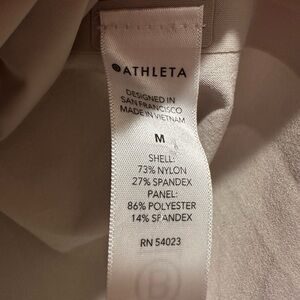 ATHLETA
DESIGNED IN
SAN FRANCISCO
MADE IN VIETNAM
M
SHELL:
73% NYLON
27% SPANDEX
PANEL:
86% POLYESTER
14% SPANDEX
RN 54023